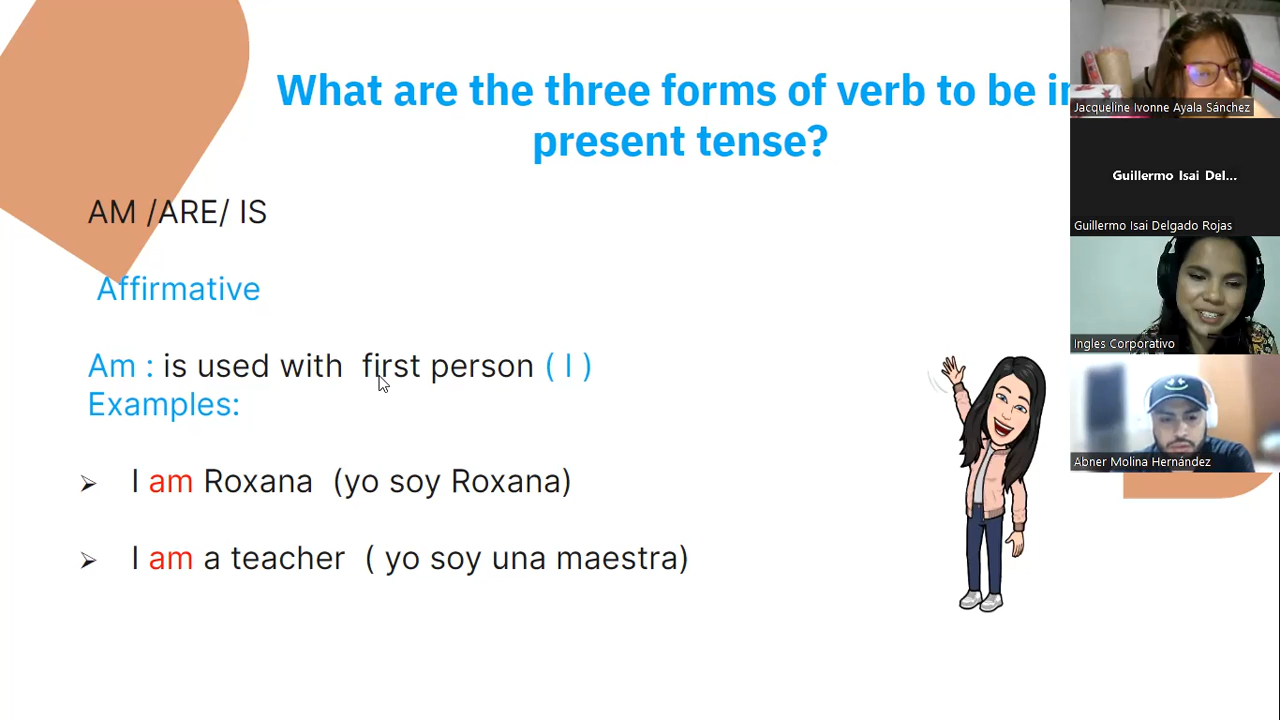 What are the three forms of verb to be in
present tense?
AM /ARE/ IS
Affirmative
Am : is used with first person ( I )
Examples:
➢ I am Roxana (yo soy Roxana)
➢ I am a teacher ( yo soy una maestra)
Jacqueline Ivonne Ayala Sánchez
Guillermo Isai Del...
Guillermo Isai Delgado Rojas
Ingles Corporativo
Abner Molina Hernández